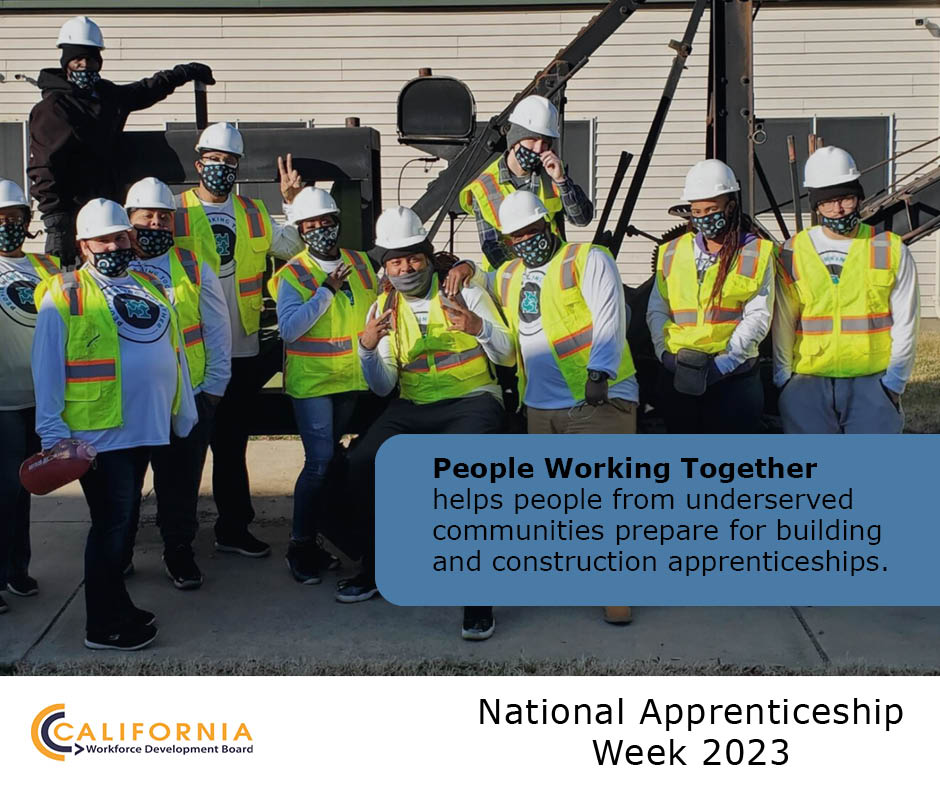 People Working Together
helps people from underserved
communities prepare for building
and construction apprenticeships.
CALIFORNIA
Workforce Development Board
National Apprenticeship
Week 2023